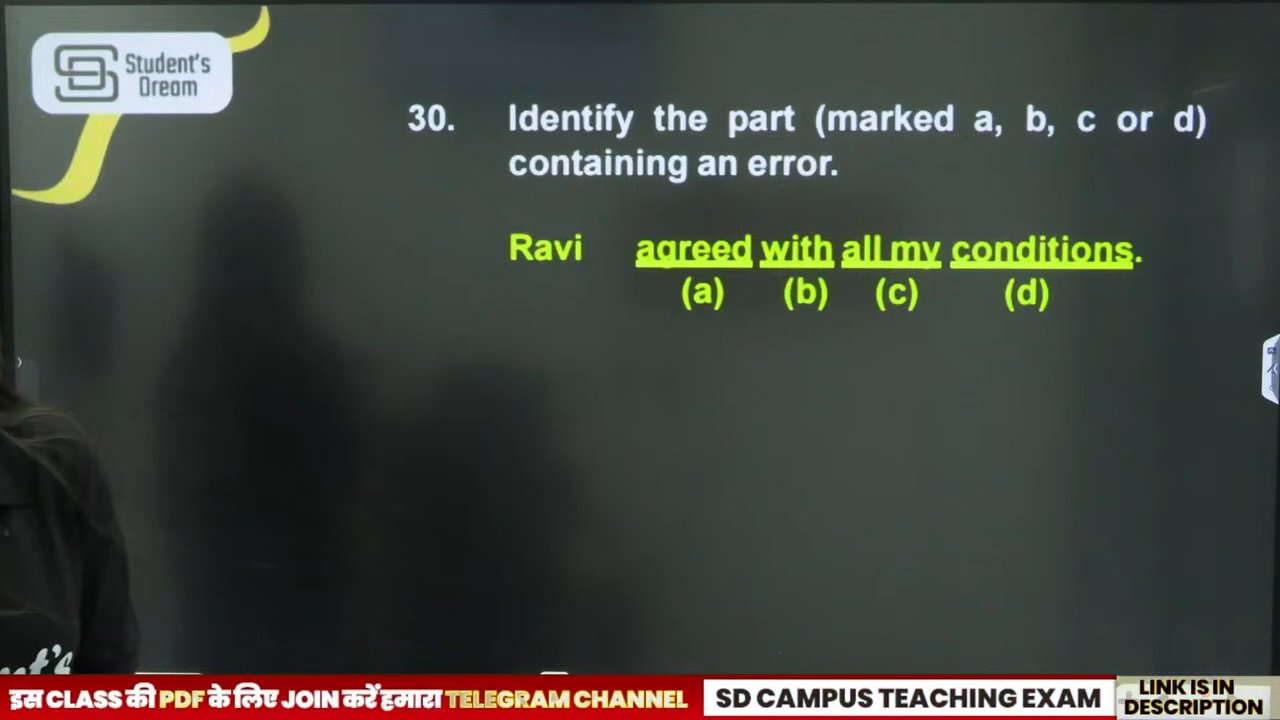 Student's
Dream
30. Identify the part (marked a, b, c or d)
containing an error.
Ravi agreed with all my conditions.
(a) (b) (c) (d)
इस CLASS की PDF के लिए JOIN करें हमारा TELEGRAM CHANNEL
SD CAMPUS TEACHING EXAM
LINK IS IN
DESCRIPTION